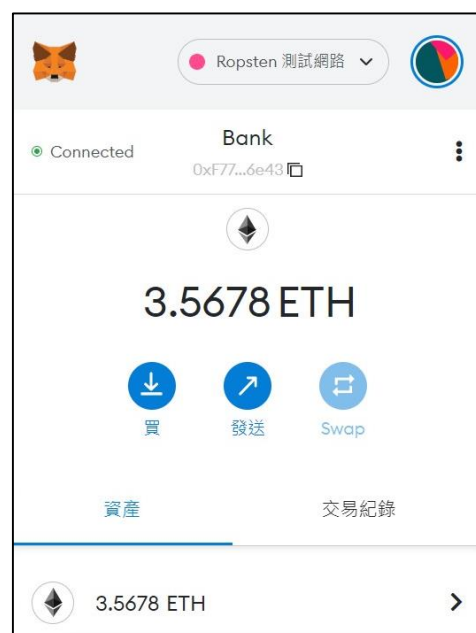 Ropsten 測試網路
Connected
Bank
0xF77...6e43
3.5678 ETH
買 發送 Swap
資產 交易紀錄
3.5678 ETH